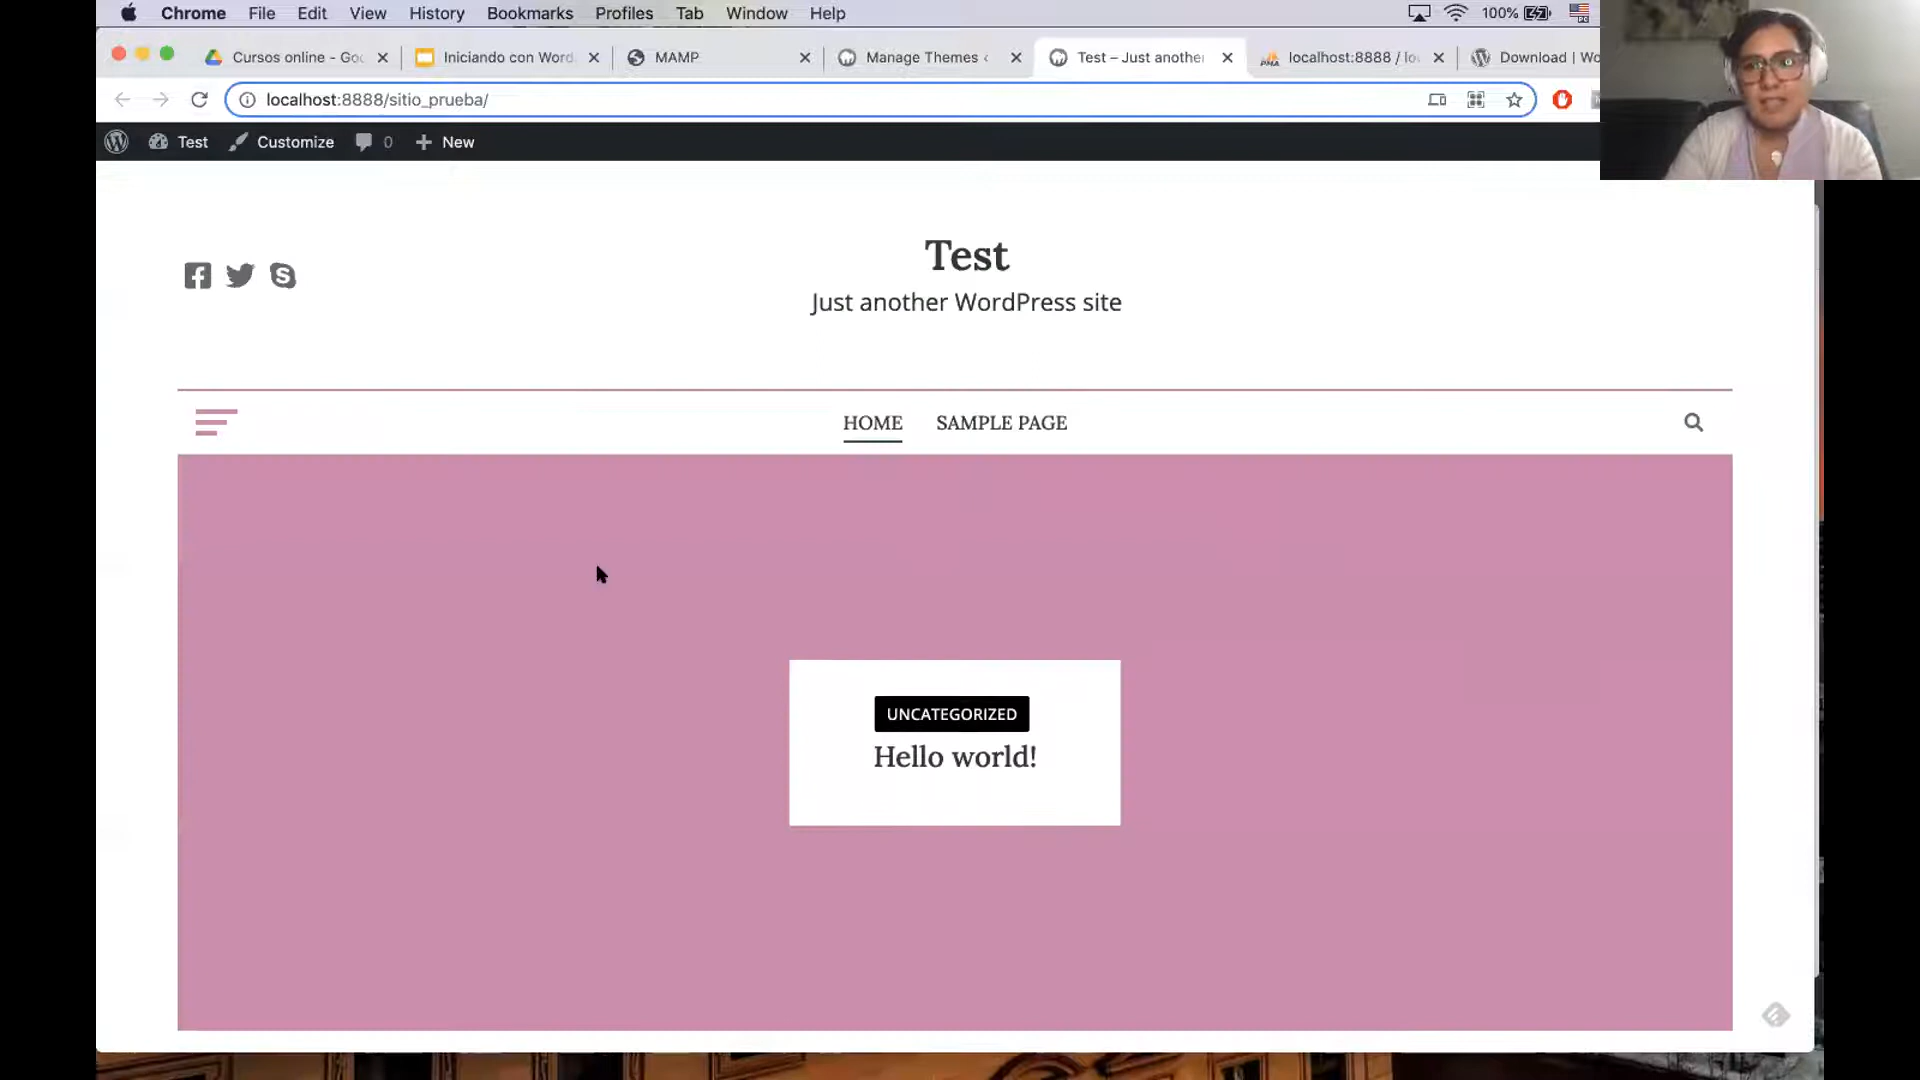 Chrome File Edit View History Bookmarks Profiles Tab Window Help 100%
Cursos online - Goo Iniciando con Word MAMP Manage Themes ‹ Test – Just another localhost:8888 / lo Download | Wo
localhost:8888/sitio_prueba/
Test Customize 0 New
Test
Just another WordPress site
HOME SAMPLE PAGE
UNCATEGORIZED
Hello world!